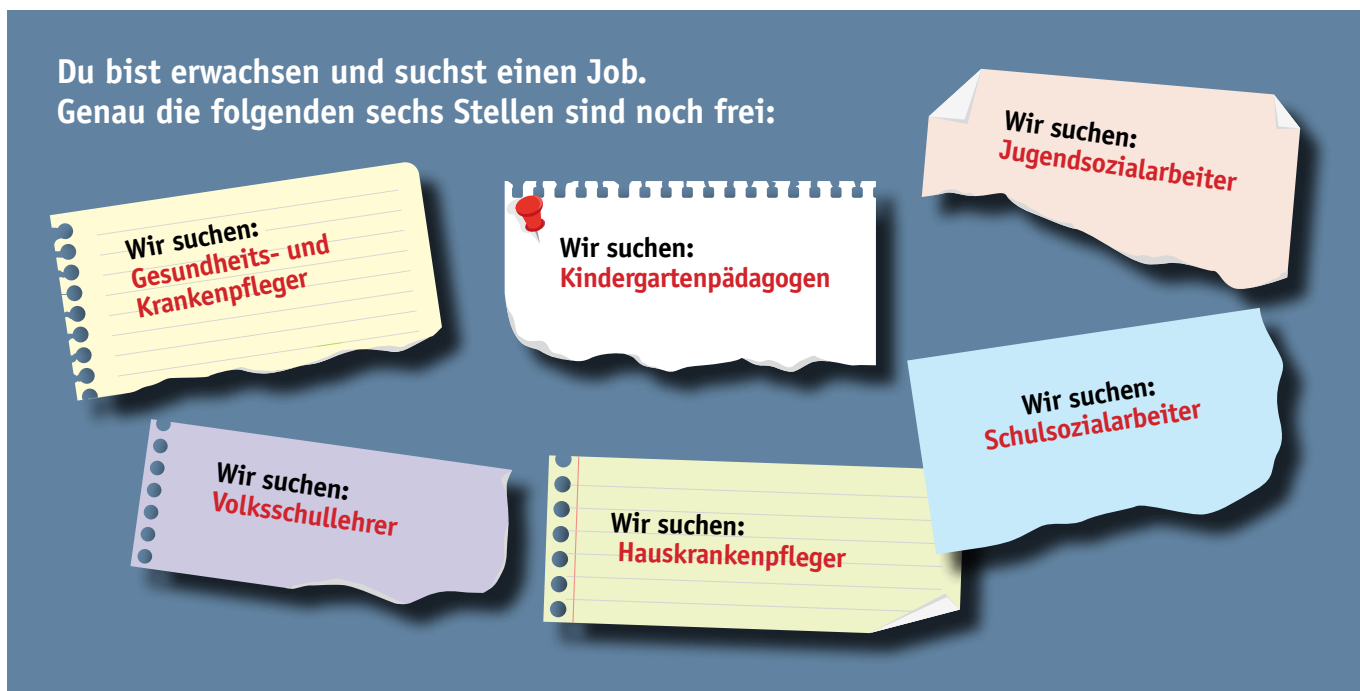 Du bist erwachsen und suchst einen Job.
Genau die folgenden sechs Stellen sind noch frei:
Wir suchen:
Gesundheits- und
Krankenpfleger
Wir suchen:
Kindergartenpädagogen
Wir suchen:
Jugendsozialarbeiter
Wir suchen:
Volksschullehrer
Wir suchen:
Hauskrankenpfleger
Wir suchen:
Schulsozialarbeiter